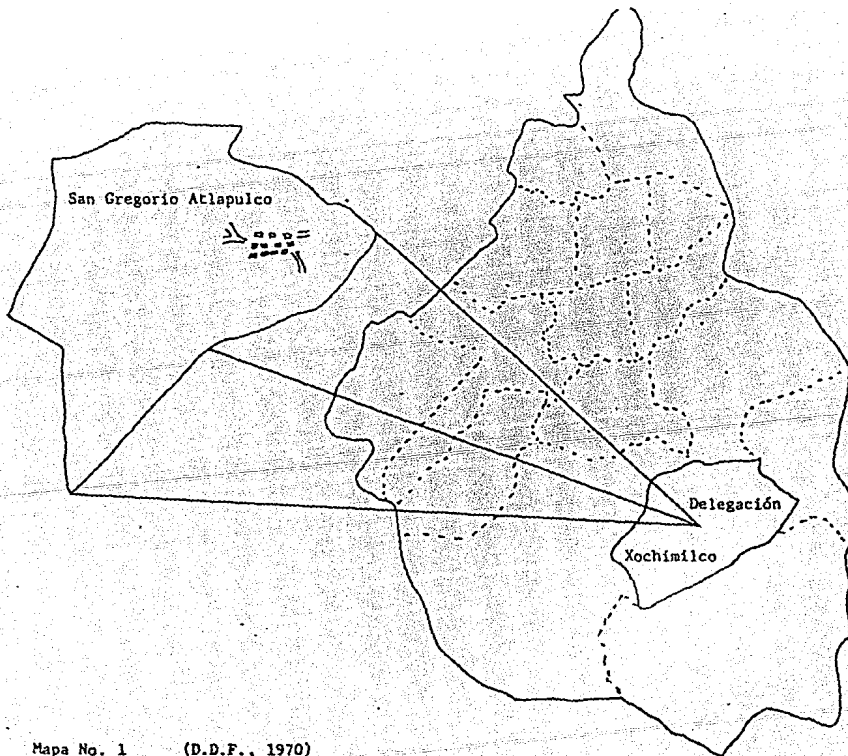 San Gregorio Atlapulco
Delegación
Xochimilco
Mapa No. 1 (D.D.F., 1970)